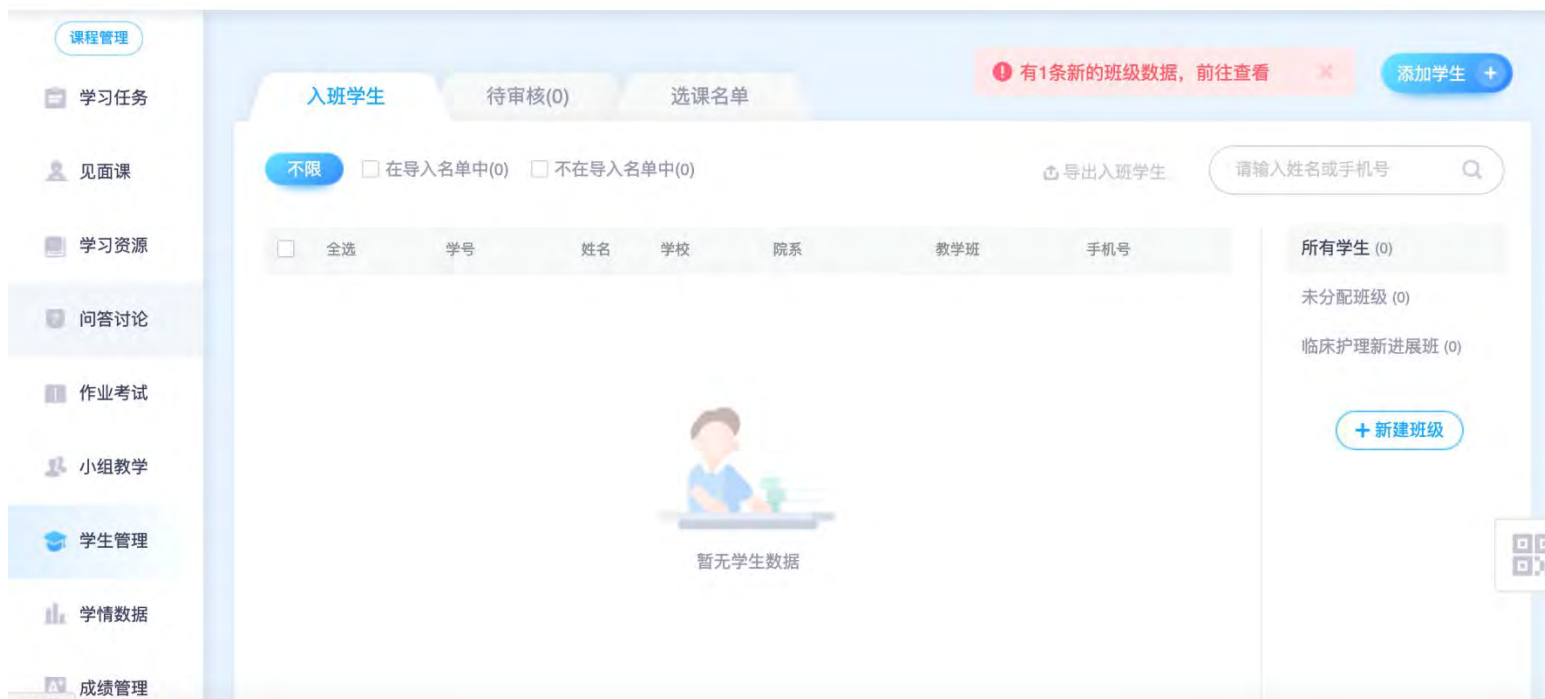 课程管理
学习任务
见面课
学习资源
问答讨论
作业考试
小组教学
学生管理
学情数据
成绩管理
有1条新的班级数据，前往查看
添加学生 +
入班学生
待审核(0)
选课名单
不限
在导入名单中(0)
不在导入名单中(0)
导出入班学生
请输入姓名或手机号
全选 学号 姓名 学校 院系 教学班 手机号
暂无学生数据
所有学生 (0)
未分配班级 (0)
临床护理新进展班 (0)
+ 新建班级